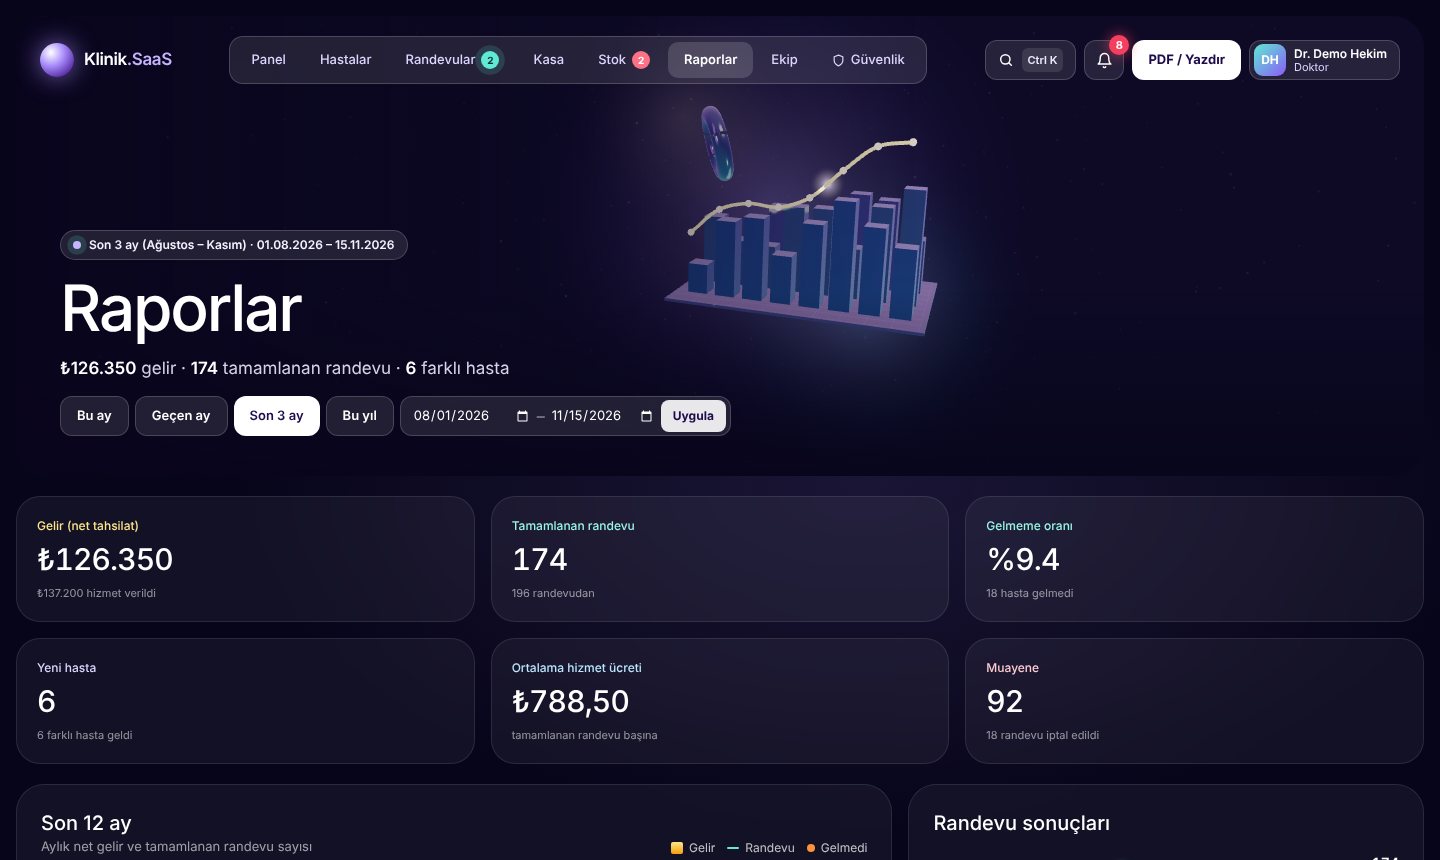 Klinik.SaaS
Panel
Hastalar
Randevular 2
Kasa
Stok 2
Raporlar
Ekip
Güvenlik
Ctrl K
8
PDF / Yazdır
DH
Dr. Demo Hekim
Doktor
Son 3 ay (Ağustos – Kasım) · 01.08.2026 – 15.11.2026
Raporlar
₺126.350 gelir · 174 tamamlanan randevu · 6 farklı hasta
Bu ay
Geçen ay
Son 3 ay
Bu yıl
08/01/2026 – 11/15/2026
Uygula
Gelir (net tahsilat)
₺126.350
₺137.200 hizmet verildi
Tamamlanan randevu
174
196 randevudan
Gelmeme oranı
%9.4
18 hasta gelmedi
Yeni hasta
6
6 farklı hasta geldi
Ortalama hizmet ücreti
₺788,50
tamamlanan randevu başına
Muayene
92
18 randevu iptal edildi
Son 12 ay
Aylık net gelir ve tamamlanan randevu sayısı
Gelir
Randevu
Gelmedi
Randevu sonuçları